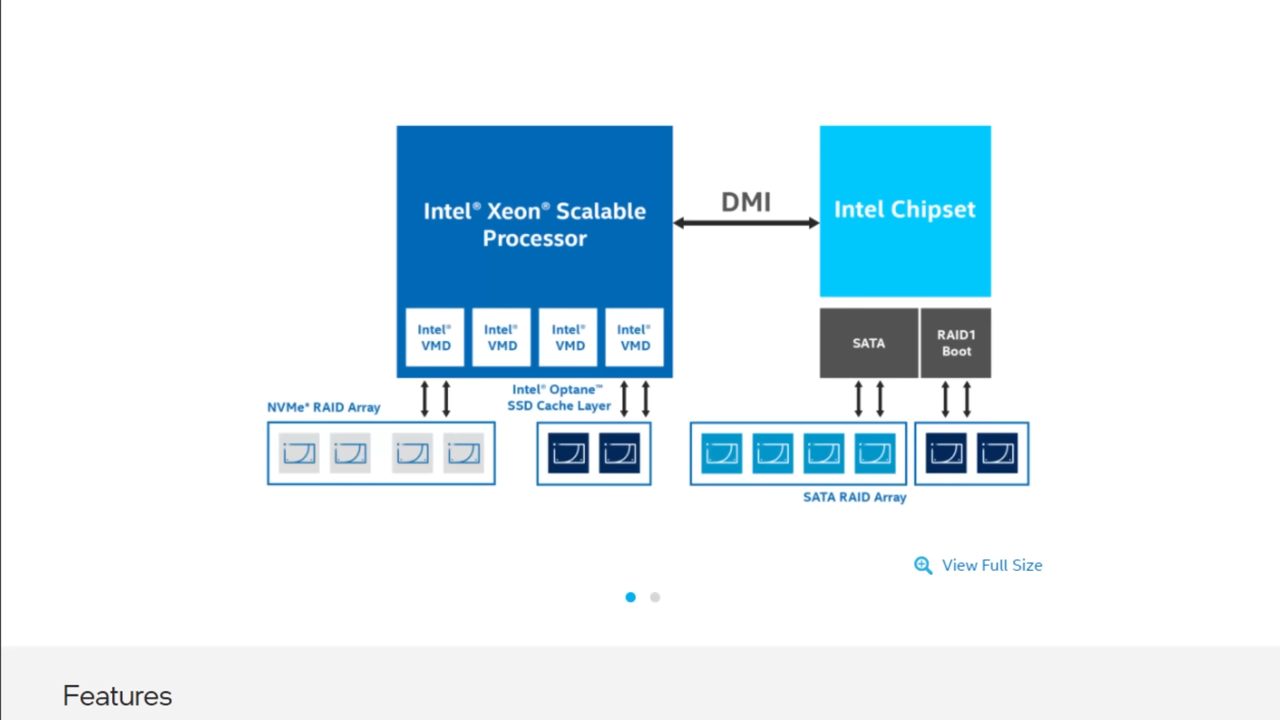 Intel® Xeon® Scalable
Processor
DMI
Intel Chipset
Intel®
VMD
Intel®
VMD
Intel®
VMD
Intel®
VMD
SATA
RAID1
Boot
NVMe* RAID Array
Intel® Optane™
SSD Cache Layer
SATA RAID Array
View Full Size
Features